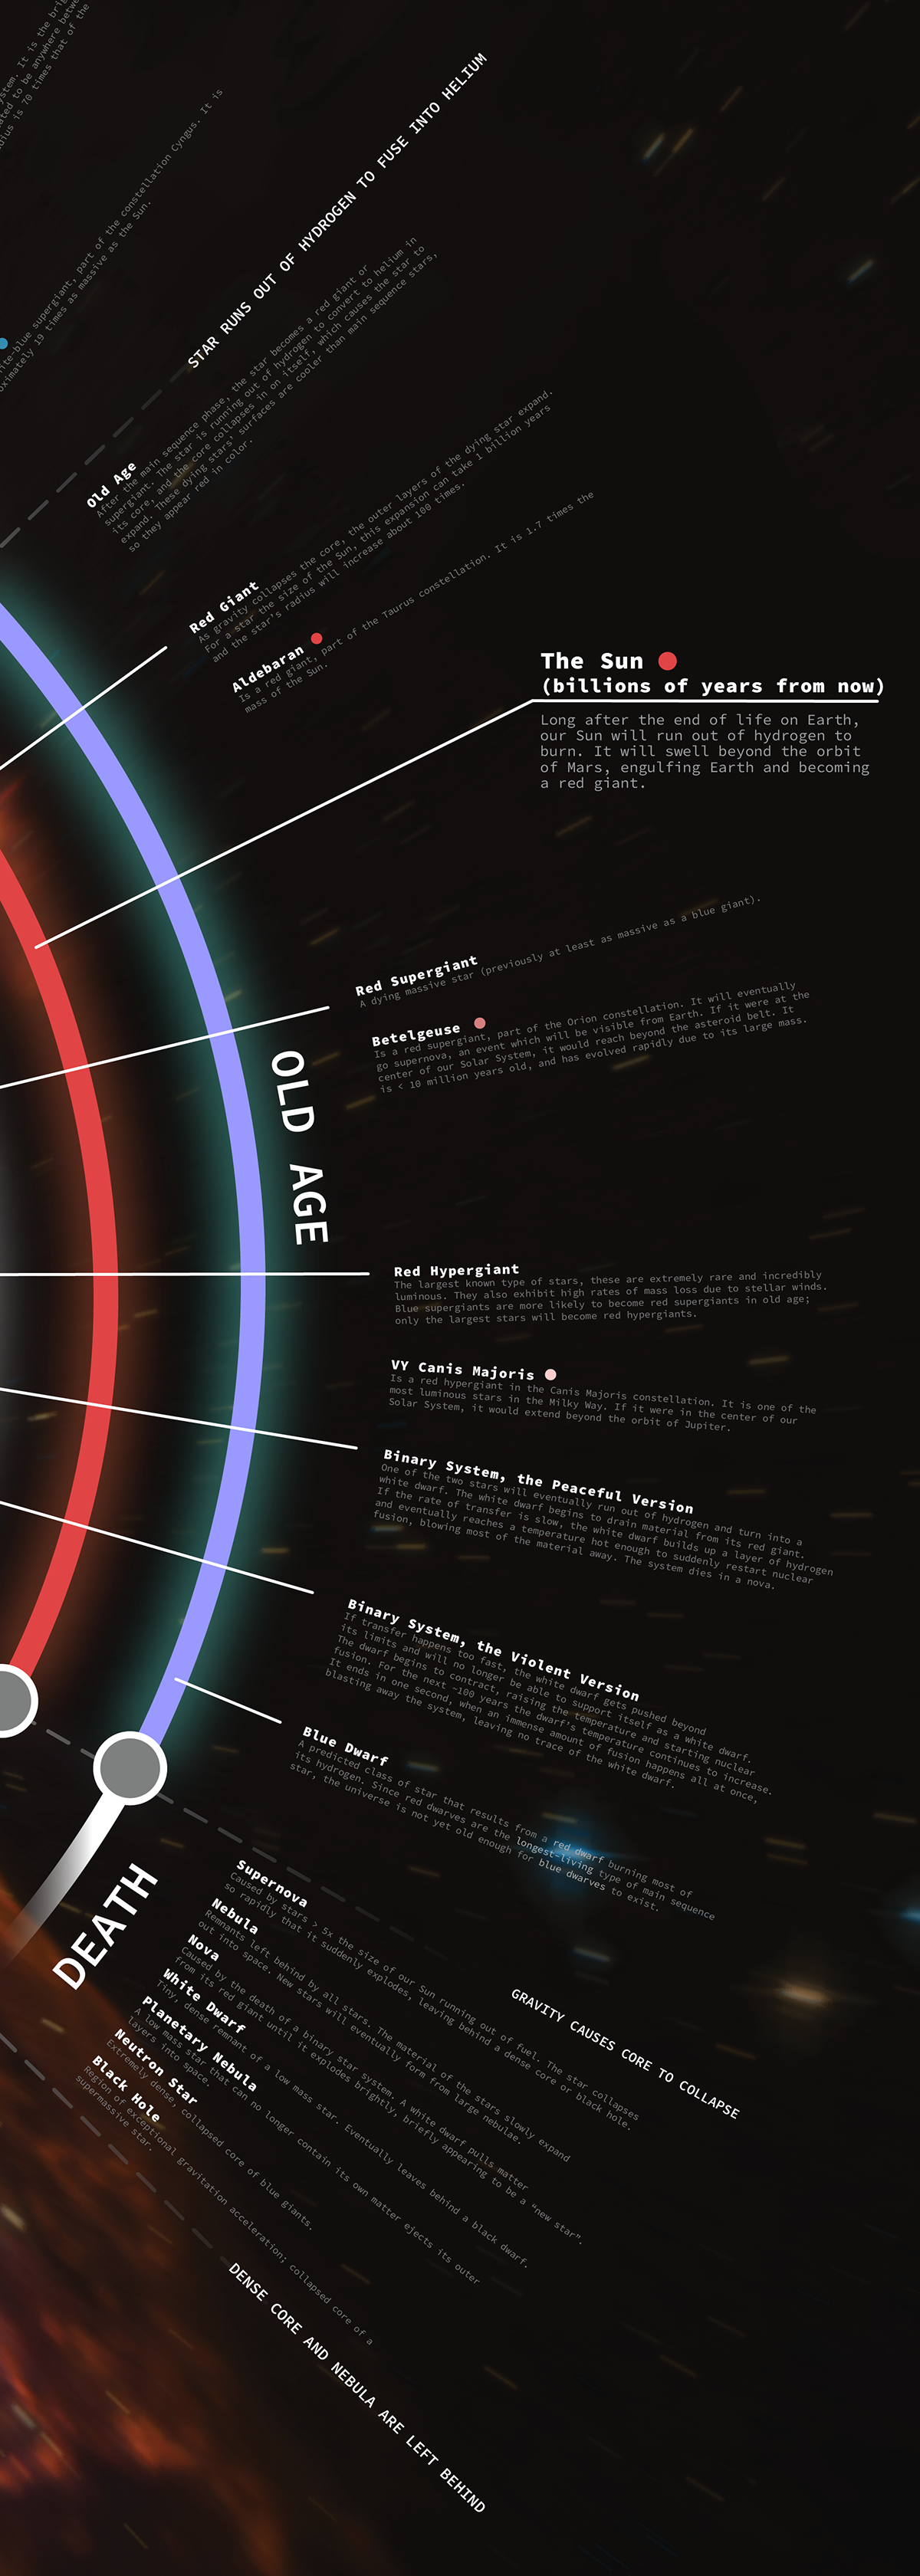 stem. It is the
to be anywhere
is 70 times that of the
supergiant, part of the constellation Cyngus. It is
19 times as massive as the Sun.
STAR RUNS OUT OF HYDROGEN TO FUSE INTO HELIUM
Old Age
After the main sequence phase, the star becomes a red giant or
supergiant. The star is running out of hydrogen to convert to helium in
its core, and the core collapses in on itself, which causes the star to
expand. These dying stars' surfaces are cooler than main sequence stars,
so they appear red in color.
Red Giant
As gravity collapses the core, the outer layers of the dying star expand.
For a star the size of the Sun, this expansion can take 1 billion years
and the star's radius will increase about 100 times.
Aldebaran
Is a red giant, part of the Taurus constellation. It is 1.7 times the
mass of the Sun.
The Sun
(billions of years from now)
Long after the end of life on Earth,
our Sun will run out of hydrogen to
burn. It will swell beyond the orbit
of Mars, engulfing Earth and becoming
a red giant.
Red Supergiant
A dying massive star (previously at least as massive as a blue giant).
Betelgeuse
Is a red supergiant, part of the Orion constellation. It will eventually
go supernova, an event which will be visible from Earth. If it were at the
center of our Solar System, it would reach beyond the asteroid belt. It
is < 10 million years old, and has evolved rapidly due to its large mass.
OLD AGE
Red Hypergiant
The largest known type of stars, these are extremely rare and incredibly
luminous. They also exhibit high rates of mass loss due to stellar winds.
Blue supergiants are more likely to become red supergiants in old age;
only the largest stars will become red hypergiants.
VY Canis Majoris
Is a red hypergiant in the Canis Majoris constellation. It is one of the
most luminous stars in the Milky Way. If it were in the center of our
Solar System, it would extend beyond the orbit of Jupiter.
Binary System, the Peaceful Version
One of the two stars will eventually run out of hydrogen and turn into a
white dwarf. The white dwarf begins to drain material from its red giant.
If the rate of transfer is slow, the white dwarf builds up a layer of hydrogen
and eventually reaches a temperature hot enough to suddenly restart nuclear
fusion, blowing most of the material away. The system dies in a nova.
Binary System, the Violent Version
If transfer happens too fast, the white dwarf gets pushed beyond
its limits and will no longer be able to support itself as a white dwarf.
The dwarf begins to contract, raising the temperature and starting nuclear
fusion. For the next ~100 years the dwarf's temperature continues to increase.
It ends in one second, when an immense amount of fusion happens all at once,
blasting away the system, leaving no trace of the white dwarf.
Blue Dwarf
A predicted class of star that results from a red dwarf burning most of
its hydrogen. Since red dwarves are the longest-living type of main sequence
star, the universe is not yet old enough for blue dwarves to exist.
DEATH
Supernova
Caused by stars > 5x the size of our Sun running out of fuel. The star collapses
so rapidly that it suddenly explodes, leaving behind a dense core or black hole.
Nebula
Remnants left behind by all stars. The material of the stars slowly expand
out into space. New stars will eventually form from large nebulae.
Nova
Caused by the death of a binary star system. A white dwarf pulls matter
from its red giant until it explodes brightly, briefly appearing to be a "new star".
White Dwarf
Tiny, dense remnant of a low mass star. Eventually leaves behind a black dwarf.
Planetary Nebula
A low mass star that can no longer contain its own matter ejects its outer
layers into space.
Neutron Star
Extremely dense, collapsed core of blue giants.
Black Hole
Region of exceptional gravitation acceleration; collapsed core of a
supermassive star.
GRAVITY CAUSES CORE TO COLLAPSE
DENSE CORE AND NEBULA ARE LEFT BEHIND